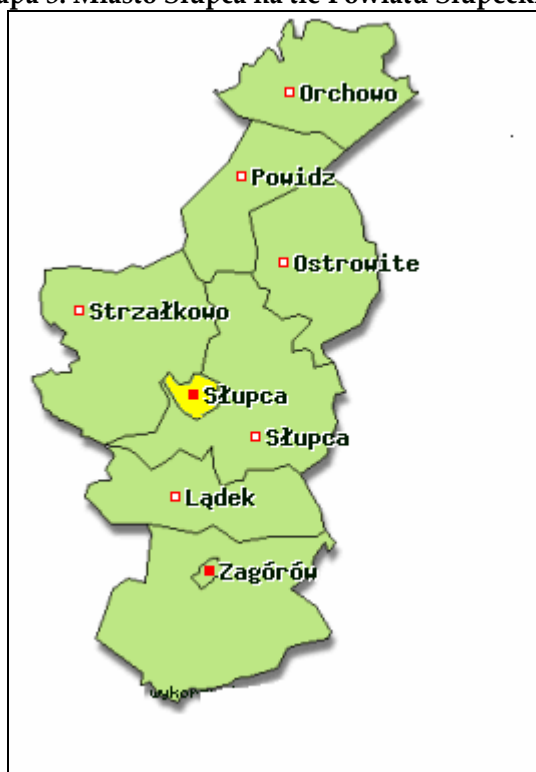 Miasto Słupca na tle Powiatu
Orchowo
Powidz
Ostrowite
Strzałkowo
Słupca
Słupca
Lądek
Zagórów